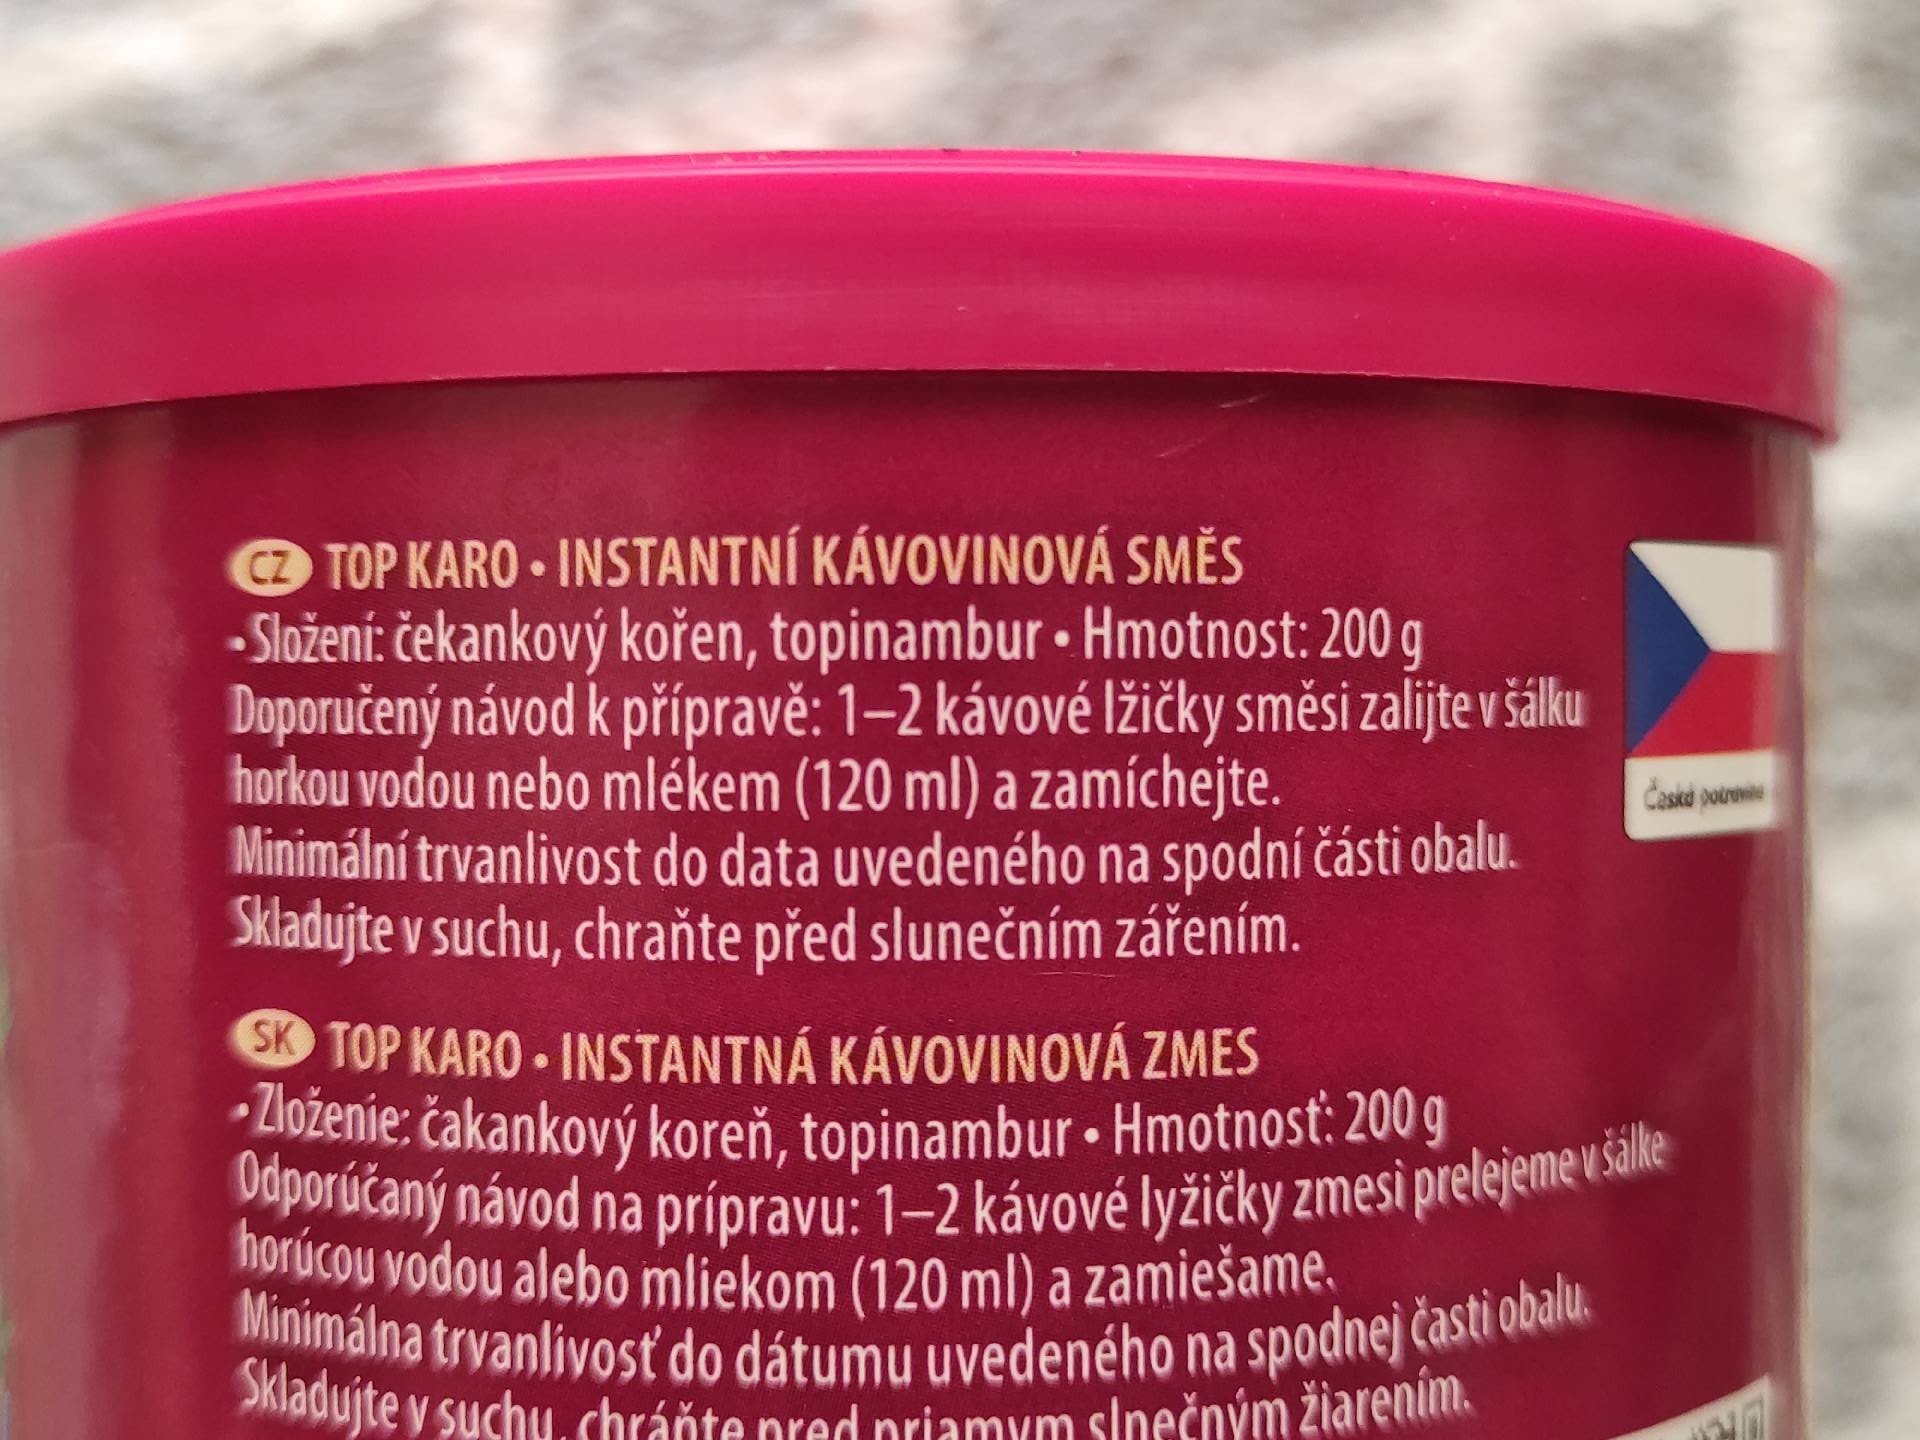 CZ TOP KARO • INSTANTNÍ KÁVOVINOVÁ SMĚS
• Složení: čekankový kořen, topinambur • Hmotnost: 200 g
Doporučený návod k přípravě: 1–2 kávové lžičky směsi zalijte v šálku
horkou vodou nebo mlékem (120 ml) a zamíchejte.
Minimální trvanlivost do data uvedeného na spodní části obalu.
Skladujte v suchu, chraňte před slunečním zářením.
Česká potravina
SK TOP KARO • INSTANTNÁ KÁVOVINOVÁ ZMES
• Zloženie: čakankový koreň, topinambur • Hmotnosť: 200 g
Odporúčaný návod na prípravu: 1–2 kávové lyžičky zmesi prelejeme v šálke
horúcou vodou alebo mliekom (120 ml) a zamiešame.
Minimálna trvanlivosť do dátumu uvedeného na spodnej časti obalu.
Skladujte v suchu, chráňte pred priamym slnečným žiarením.